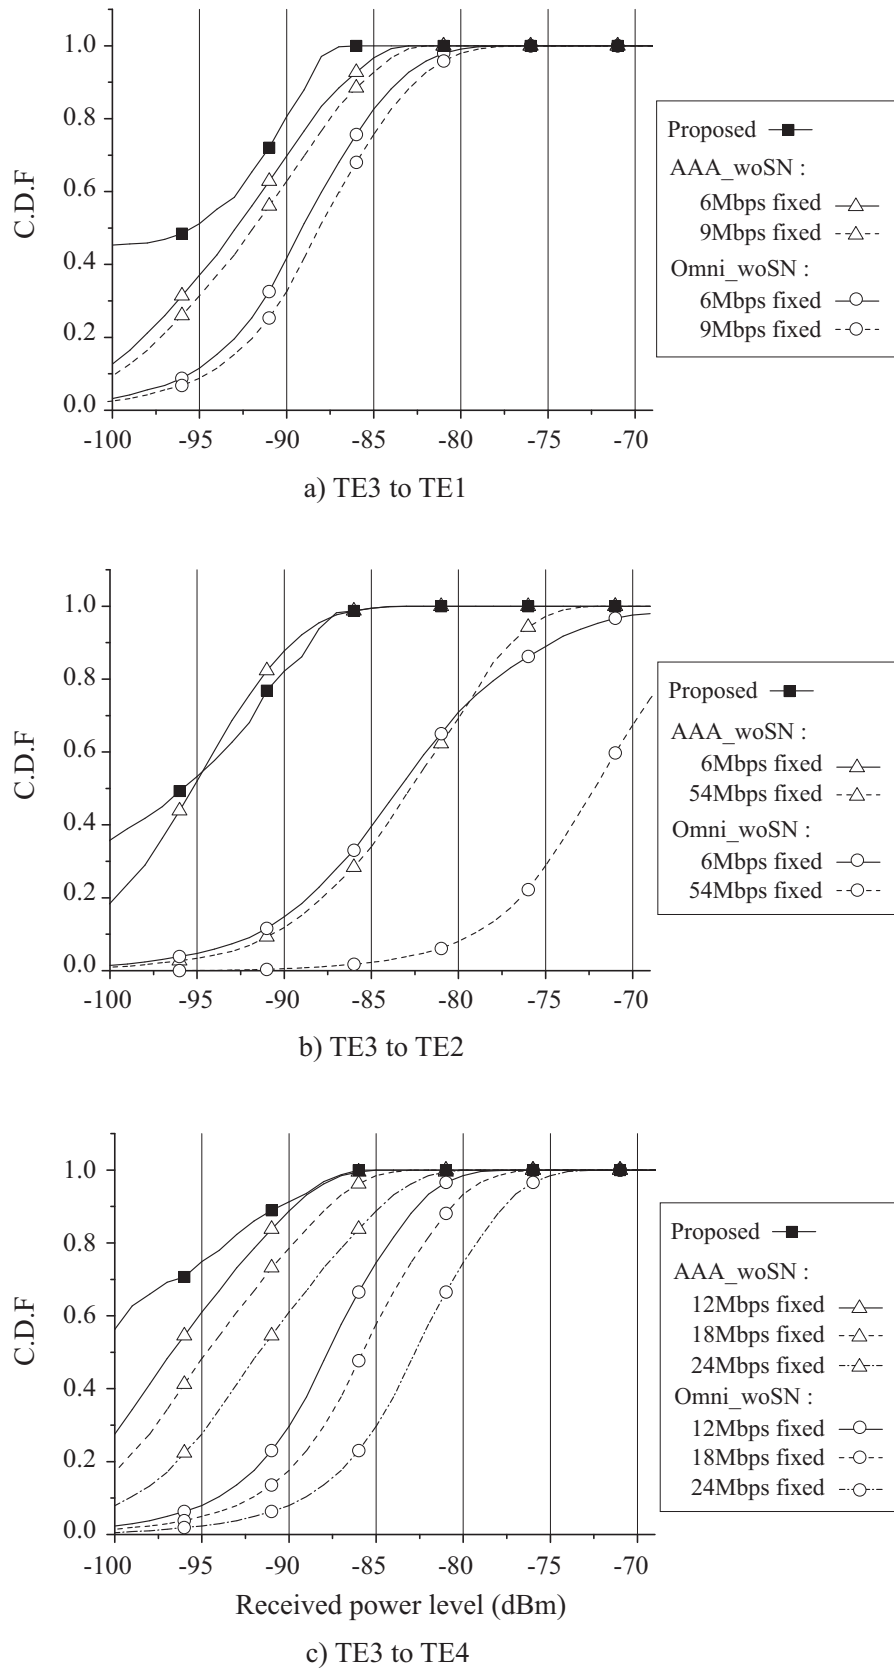 1.0
0.8
0.6
0.4
0.2
0.0
C.D.F
-100 -95 -90 -85 -80 -75 -70
a) TE3 to TE1
Proposed
AAA_woSN :
6Mbps fixed
9Mbps fixed
Omni_woSN :
6Mbps fixed
9Mbps fixed
1.0
0.8
0.6
0.4
0.2
0.0
C.D.F
-100 -95 -90 -85 -80 -75 -70
b) TE3 to TE2
Proposed
AAA_woSN :
6Mbps fixed
54Mbps fixed
Omni_woSN :
6Mbps fixed
54Mbps fixed
1.0
0.8
0.6
0.4
0.2
0.0
C.D.F
-100 -95 -90 -85 -80 -75 -70
Received power level (dBm)
c) TE3 to TE4
Proposed
AAA_woSN :
12Mbps fixed
18Mbps fixed
24Mbps fixed
Omni_woSN :
12Mbps fixed
18Mbps fixed
24Mbps fixed